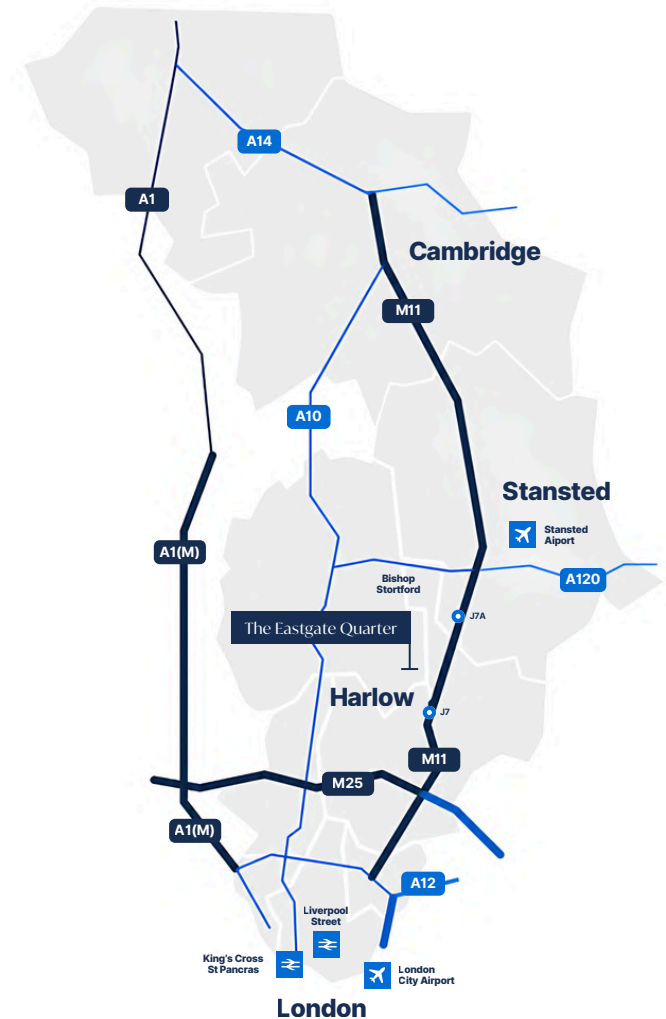 A14
A1
Cambridge
M11
A10
Stansted
Stansted
Aiport
A1(M)
A120
Bishop
Stortford
J7A
The Eastgate Quarter
Harlow
J7
M11
M25
A1(M)
A12
Liverpool
Street
King's Cross
St Pancras
London
City Airport
London